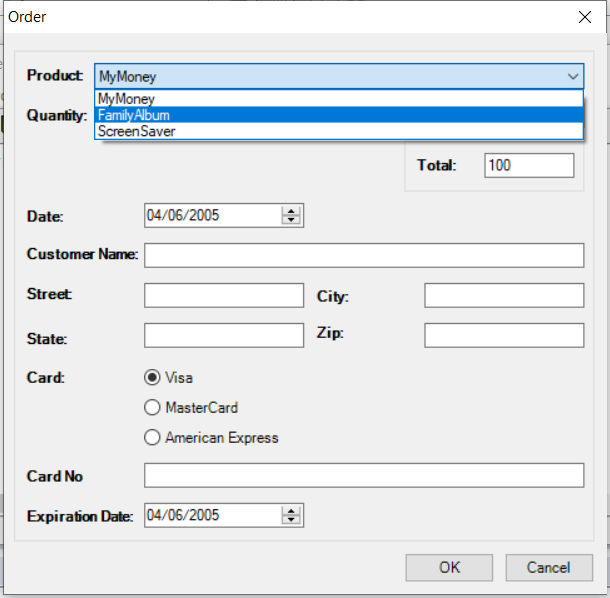 Order
Product: MyMoney
MyMoney
Quantity: FamilyAlbum
ScreenSaver
Total: 100
Date: 04/06/2005
Customer Name:
Street: City:
State: Zip:
Card: Visa
MasterCard
American Express
Card No
Expiration Date: 04/06/2005
OK Cancel